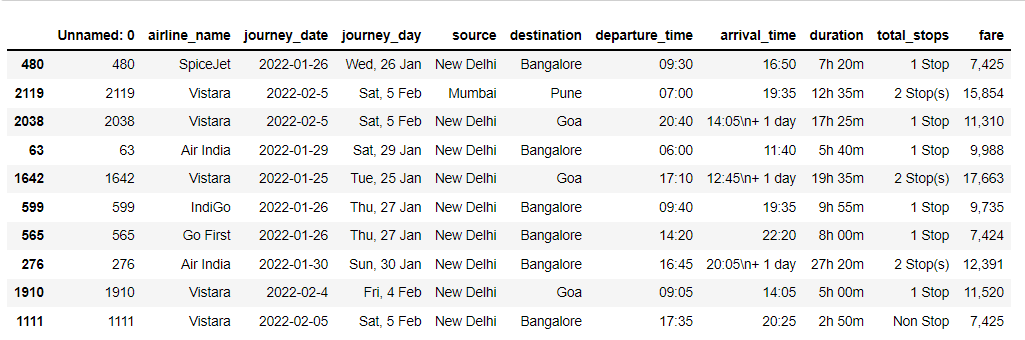 Unnamed: 0 airline_name journey_date journey_day source destination departure_time arrival_time duration total_stops fare
480 480 SpiceJet 2022-01-26 Wed, 26 Jan New Delhi Bangalore 09:30 16:50 7h 20m 1 Stop 7,425
2119 2119 Vistara 2022-02-5 Sat, 5 Feb Mumbai Pune 07:00 19:35 12h 35m 2 Stop(s) 15,854
2038 2038 Vistara 2022-02-5 Sat, 5 Feb New Delhi Goa 20:40 14:05\n+ 1 day 17h 25m 1 Stop 11,310
63 63 Air India 2022-01-29 Sat, 29 Jan New Delhi Bangalore 06:00 11:40 5h 40m 1 Stop 9,988
1642 1642 Vistara 2022-01-25 Tue, 25 Jan New Delhi Goa 17:10 12:45\n+ 1 day 19h 35m 2 Stop(s) 17,663
599 599 IndiGo 2022-01-26 Thu, 27 Jan New Delhi Bangalore 09:40 19:35 9h 55m 1 Stop 9,735
565 565 Go First 2022-01-26 Thu, 27 Jan New Delhi Bangalore 14:20 22:20 8h 00m 1 Stop 7,424
276 276 Air India 2022-01-30 Sun, 30 Jan New Delhi Bangalore 16:45 20:05\n+ 1 day 27h 20m 2 Stop(s) 12,391
1910 1910 Vistara 2022-02-4 Fri, 4 Feb New Delhi Goa 09:05 14:05 5h 00m 1 Stop 11,520
1111 1111 Vistara 2022-02-05 Sat, 5 Feb New Delhi Bangalore 17:35 20:25 2h 50m Non Stop 7,425